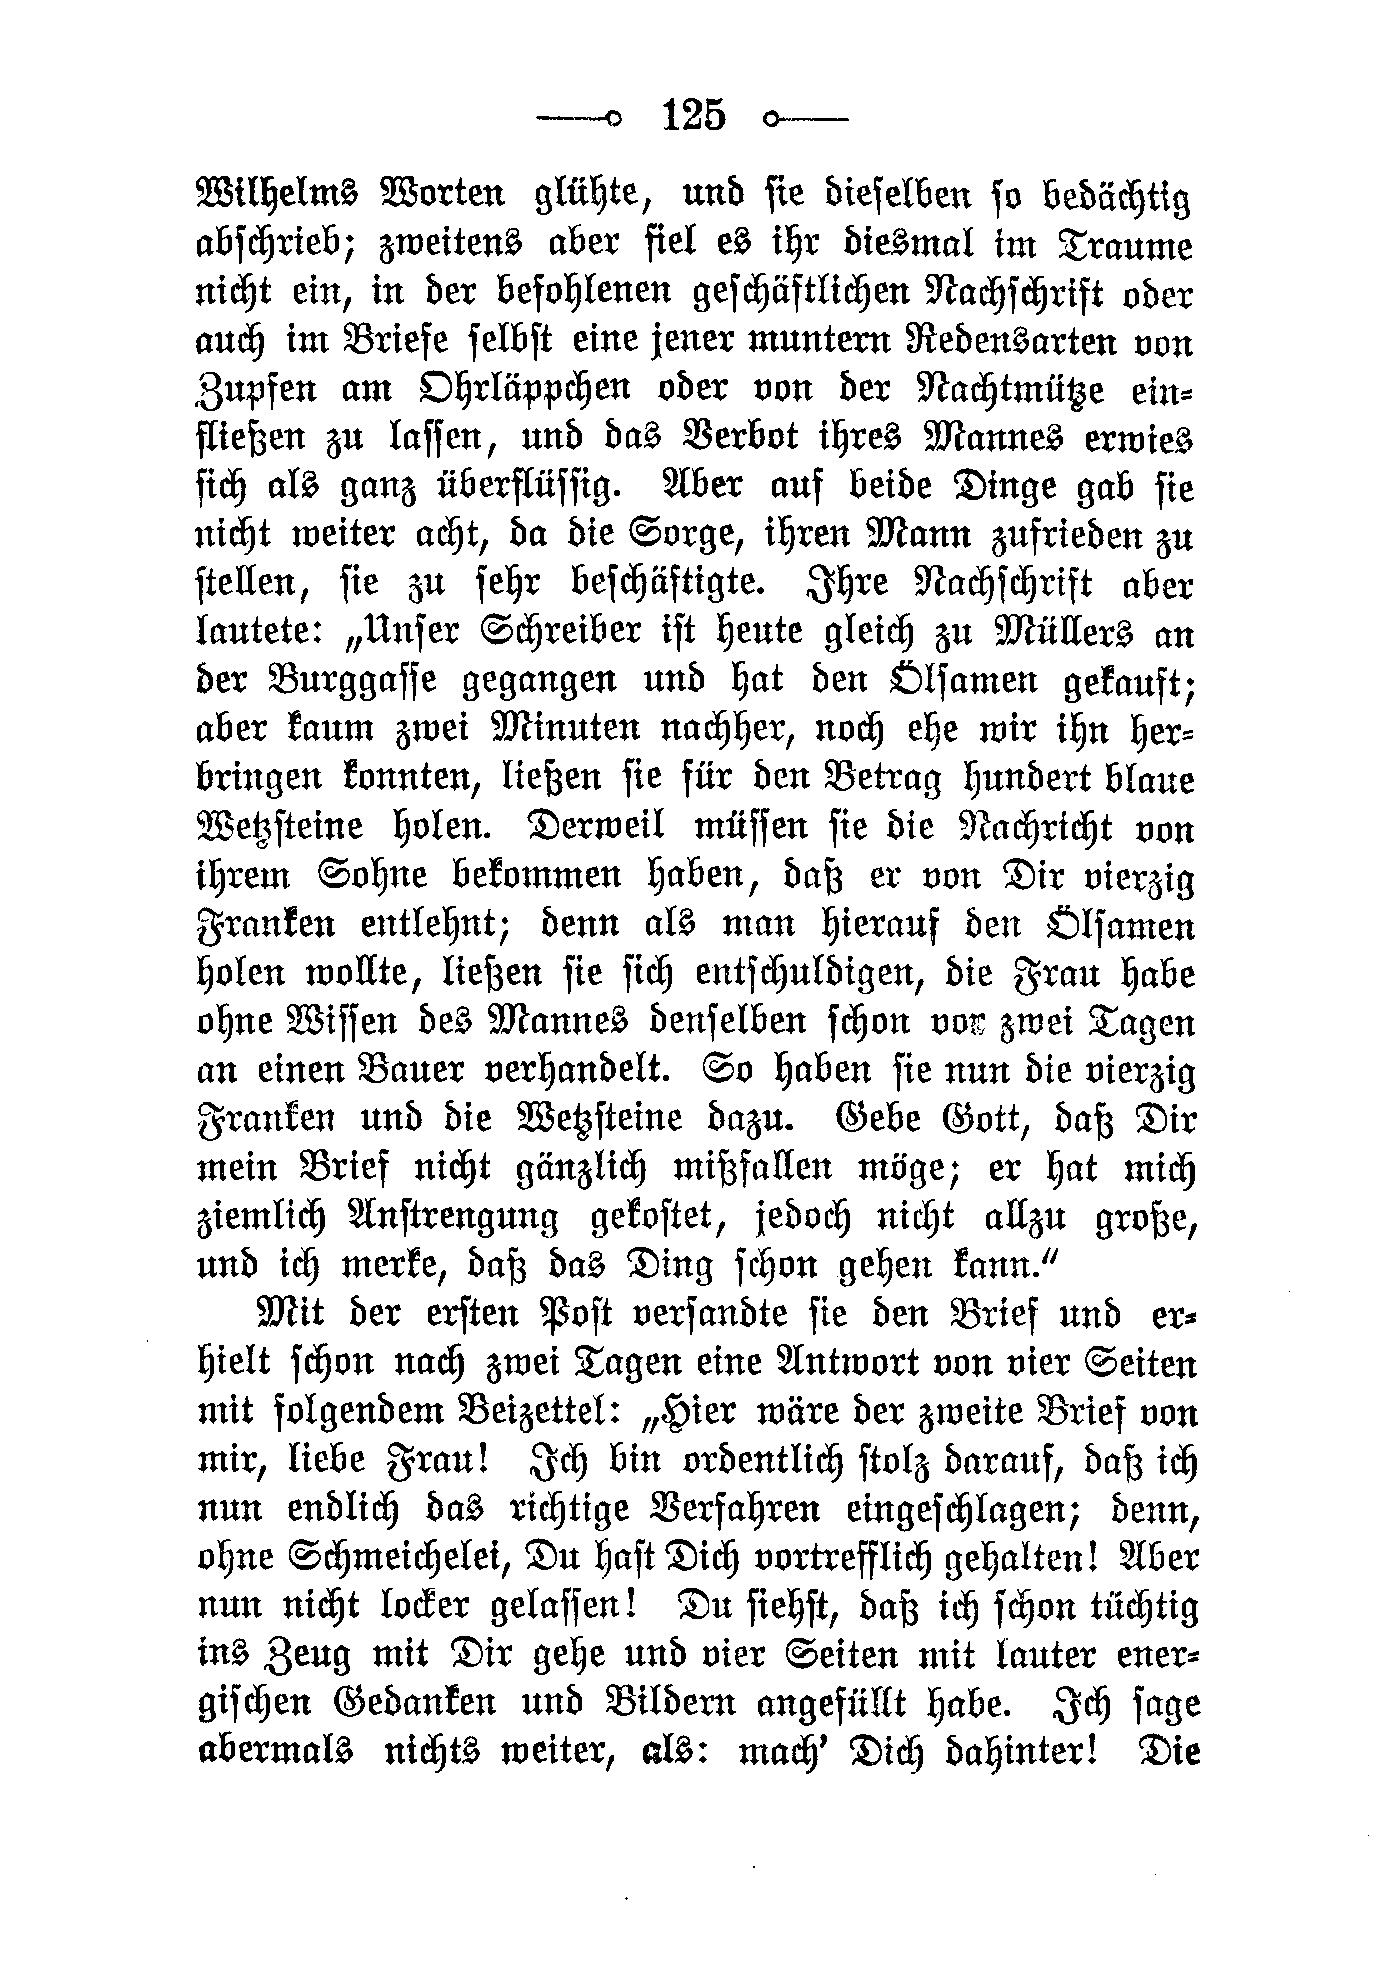 125
Wilhelms Worten glühte, und sie dieselben so bedächtig
abschrieb; zweitens aber fiel es ihr diesmal im Traume
nicht ein, in der befohlenen geschäftlichen Nachschrift oder
auch im Briefe selbst eine jener muntern Redensarten von
Zupfen am Ohrläppchen oder von der Nachtmütze ein-
fließen zu lassen, und das Verbot ihres Mannes erwies
sich als ganz überflüssig. Aber auf beide Dinge gab sie
nicht weiter acht, da die Sorge, ihren Mann zufrieden zu
stellen, sie zu sehr beschäftigte. Ihre Nachschrift aber
lautete: „Unser Schreiber ist heute gleich zu Müllers an
der Burggasse gegangen und hat den Ölsamen gekauft;
aber kaum zwei Minuten nachher, noch ehe wir ihn her-
bringen konnten, ließen sie für den Betrag hundert blaue
Wetzsteine holen. Derweil müssen sie die Nachricht von
ihrem Sohne bekommen haben, daß er von Dir vierzig
Franken entlehnt; denn als man hierauf den Ölsamen
holen wollte, ließen sie sich entschuldigen, die Frau habe
ohne Wissen des Mannes denselben schon vor zwei Tagen
an einen Bauer verhandelt. So haben sie nun die vierzig
Franken und die Wetzsteine dazu. Gebe Gott, daß Dir
mein Brief nicht gänzlich mißfallen möge; er hat mich
ziemlich Anstrengung gekostet, jedoch nicht allzu große,
und ich merke, daß das Ding schon gehen kann.“
Mit der ersten Post versandte sie den Brief und er-
hielt schon nach zwei Tagen eine Antwort von vier Seiten
mit folgendem Beizettel: „Hier wäre der zweite Brief von
mir, liebe Frau! Ich bin ordentlich stolz darauf, daß ich
nun endlich das richtige Verfahren eingeschlagen; denn,
ohne Schmeichelei, Du hast Dich vortrefflich gehalten! Aber
nun nicht locker gelassen! Du siehst, daß ich schon tüchtig
ins Zeug mit Dir gehe und vier Seiten mit lauter ener-
gischen Gedanken und Bildern angefüllt habe. Ich sage
abermals nichts weiter, als: mach' Dich dahinter! Die